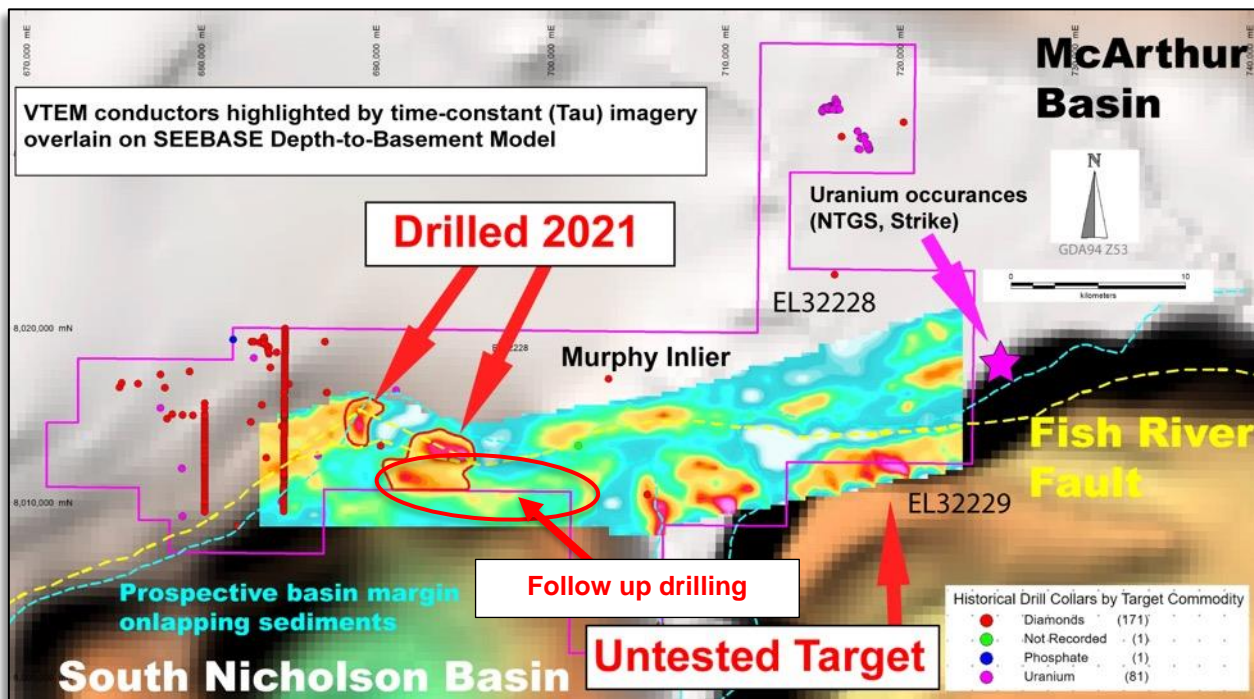 670,000 mE
680,000 mE
690,000 mE
700,000 mE
710,000 mE
720,000 mE
730,000 mE
740,000 mE
McArthur
Basin
VTEM conductors highlighted by time-constant (Tau) imagery
overlain on SEEBASE Depth-to-Basement Model
N
GDA94 Z53
Uranium occurances
(NTGS, Strike)
Drilled 2021
0 10
kilometers
EL32228
8,020,000 mN
Murphy Inlier
Fish River
Fault
8,010,000 mN
EL32229
Follow up drilling
Prospective basin margin
onlapping sediments
Untested Target
South Nicholson Basin
Historical Drill Collars by Target Commodity
Diamonds (171)
Not Recorded (1)
Phosphate (1)
Uranium (81)